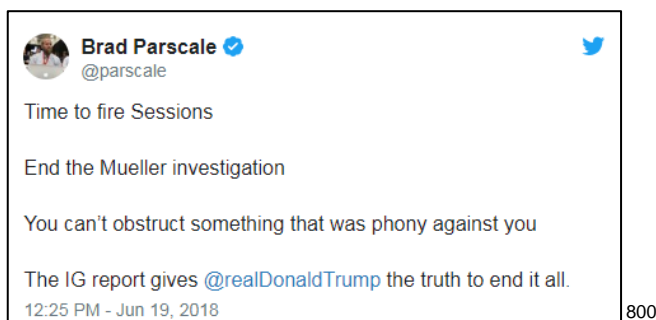 Brad Parscale
@parscale
Time to fire Sessions
End the Mueller investigation
You can’t obstruct something that was phony against you
The IG report gives @realDonaldTrump the truth to end it all.
12:25 PM - Jun 19, 2018
800